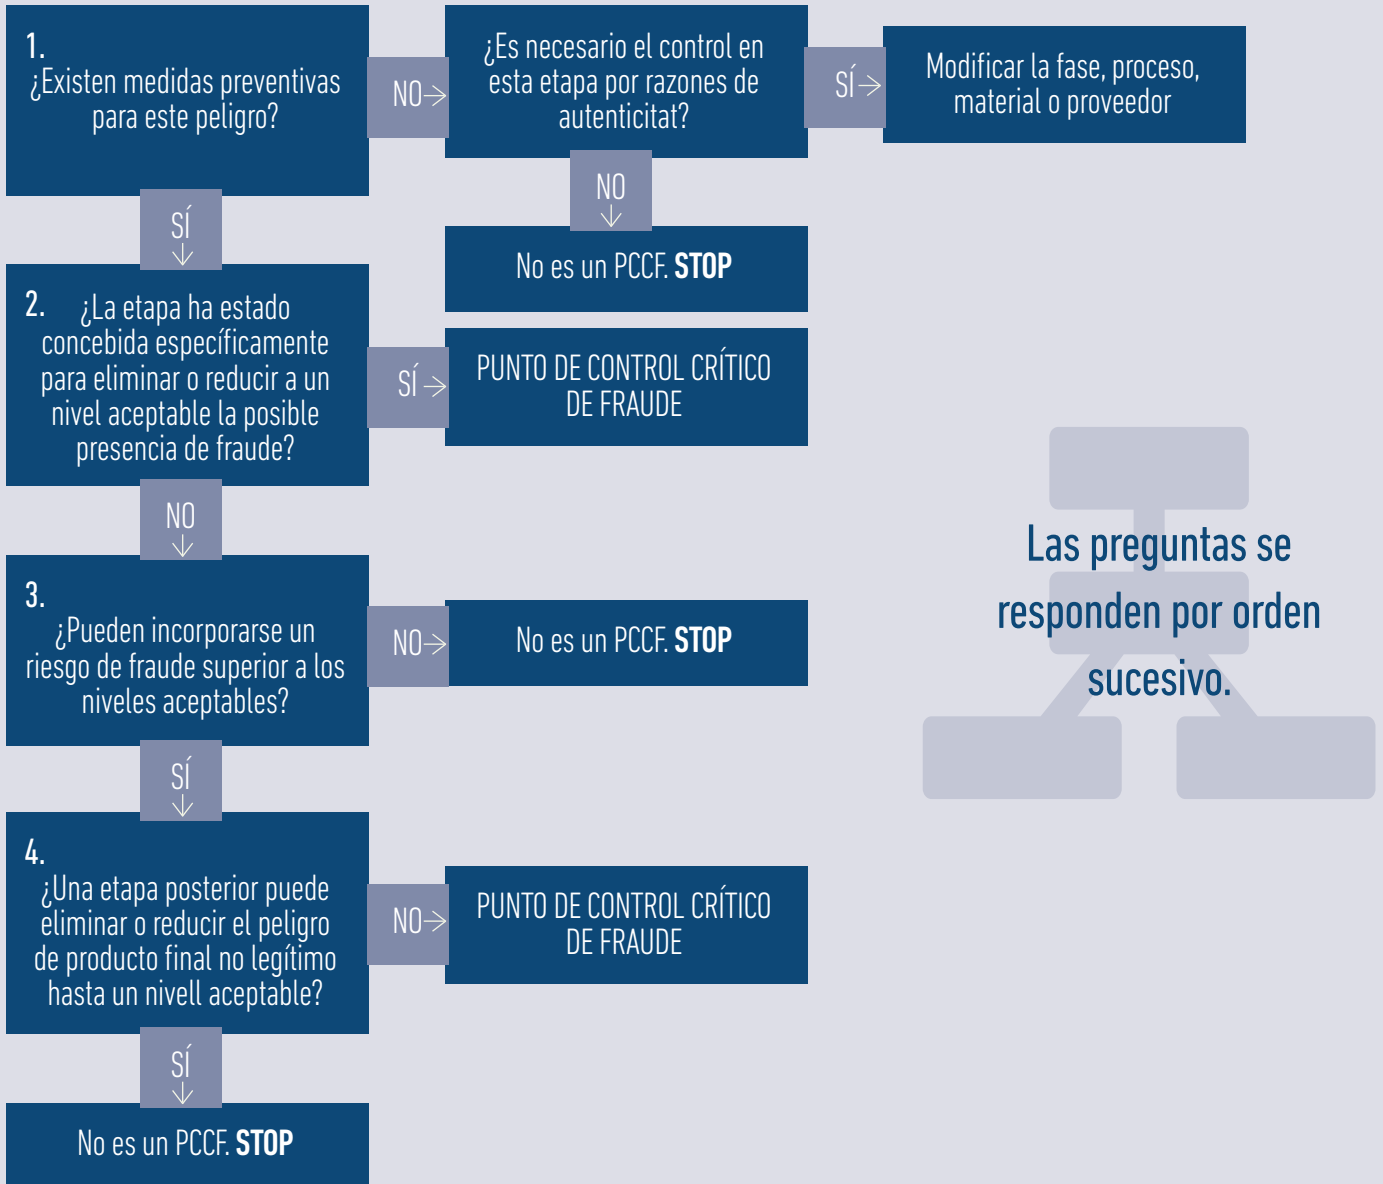 1.
¿Existen medidas preventivas
para este peligro?
NO
¿Es necesario el control en
esta etapa por razones de
autenticitat?
SÍ
Modificar la fase, proceso,
material o proveedor
NO
No es un PCCF. STOP
SÍ
2. ¿La etapa ha estado
concebida específicamente
para eliminar o reducir a un
nivel aceptable la posible
presencia de fraude?
SÍ
PUNTO DE CONTROL CRÍTICO
DE FRAUDE
NO
3.
¿Pueden incorporarse un
riesgo de fraude superior a los
niveles aceptables?
NO
No es un PCCF. STOP
SÍ
4.
¿Una etapa posterior puede
eliminar o reducir el peligro
de producto final no legítimo
hasta un nivell aceptable?
NO
PUNTO DE CONTROL CRÍTICO
DE FRAUDE
SÍ
No es un PCCF. STOP
Las preguntas se
responden por orden
sucesivo.